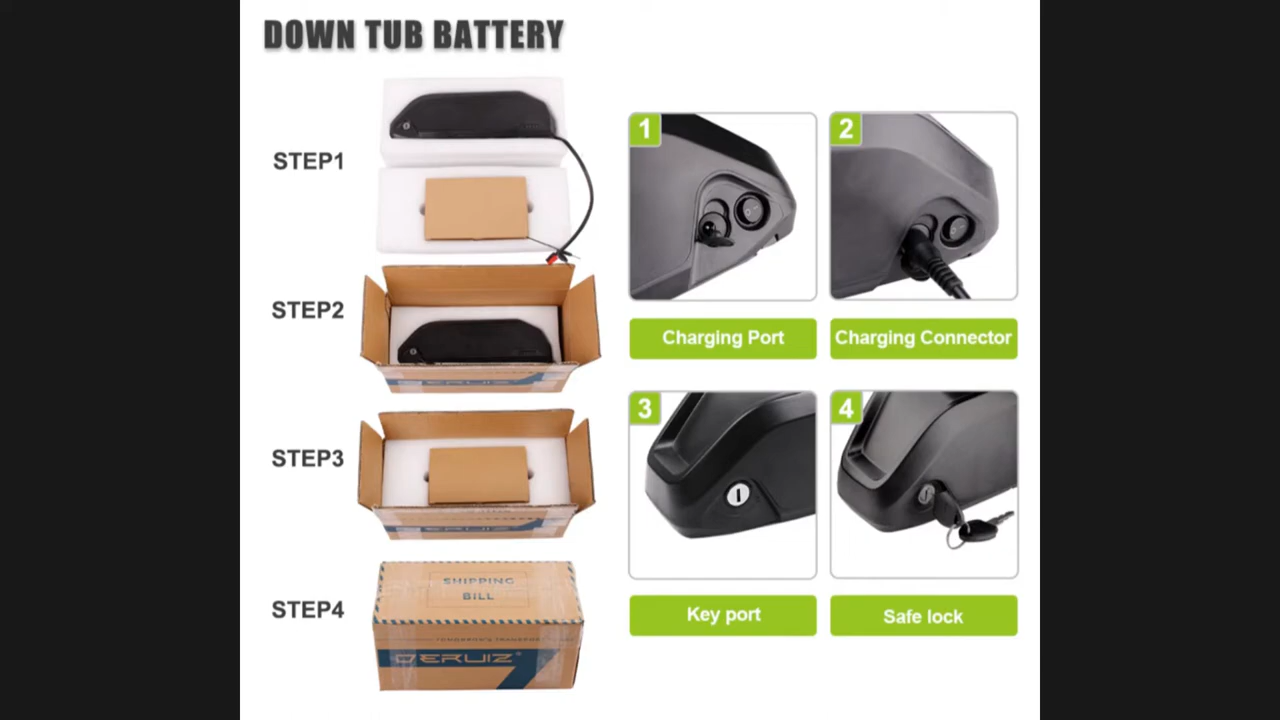 DOWN TUB BATTERY
STEP1
STEP2
STEP3
STEP4
SHIPPING
BILL
DERUIZ
1
Charging Port
2
Charging Connector
3
Key port
4
Safe lock